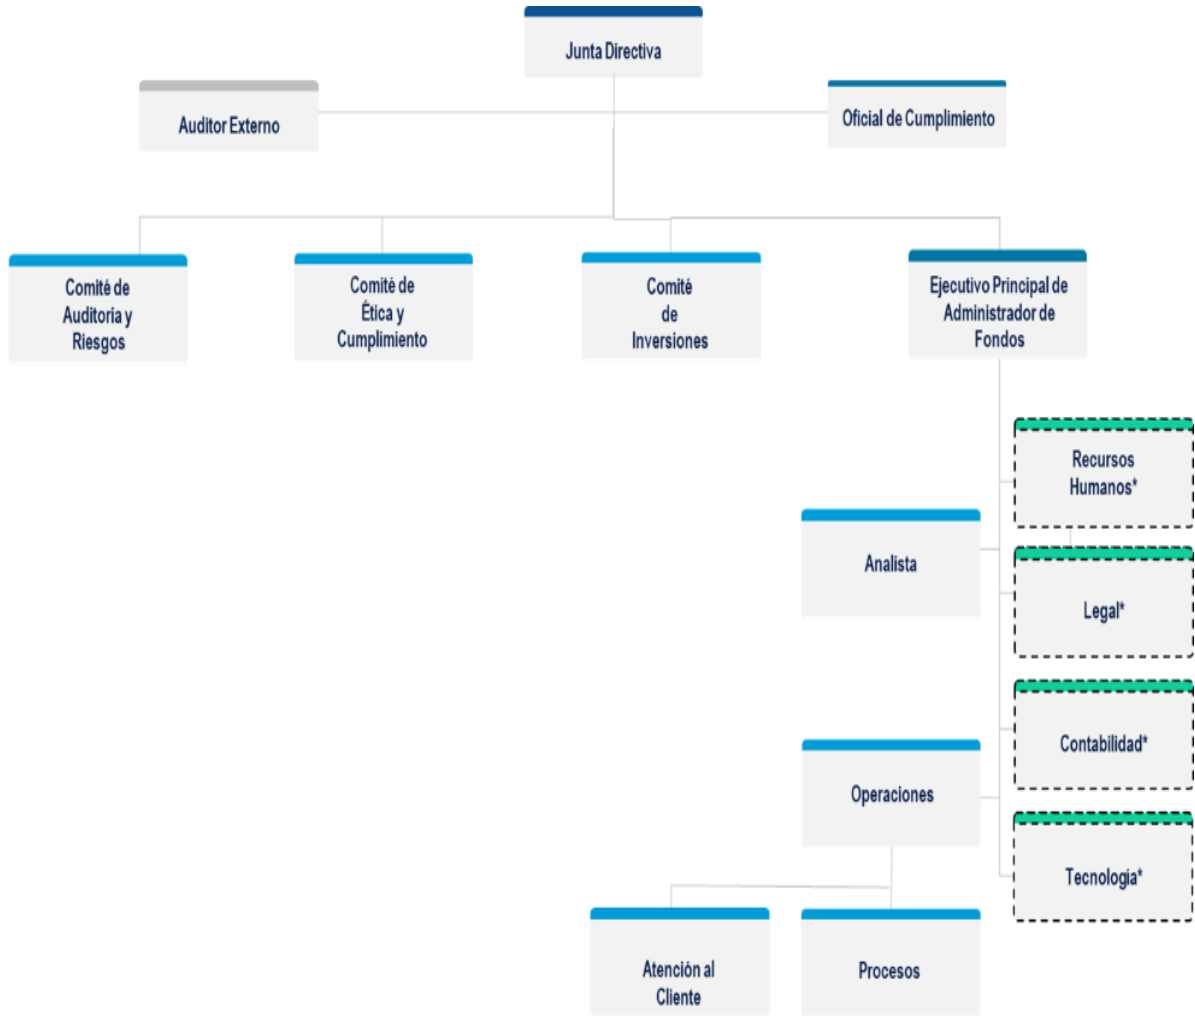 Junta Directiva
Auditor Externo
Oficial de Cumplimiento
Comité de
Auditoria y
Riesgos
Comité de
Ética y
Cumplimiento
Comité
de
Inversiones
Ejecutivo Principal de
Administrador de
Fondos
Recursos
Humanos*
Analista
Legal*
Contabilidad*
Operaciones
Tecnología*
Atención al
Cliente
Procesos